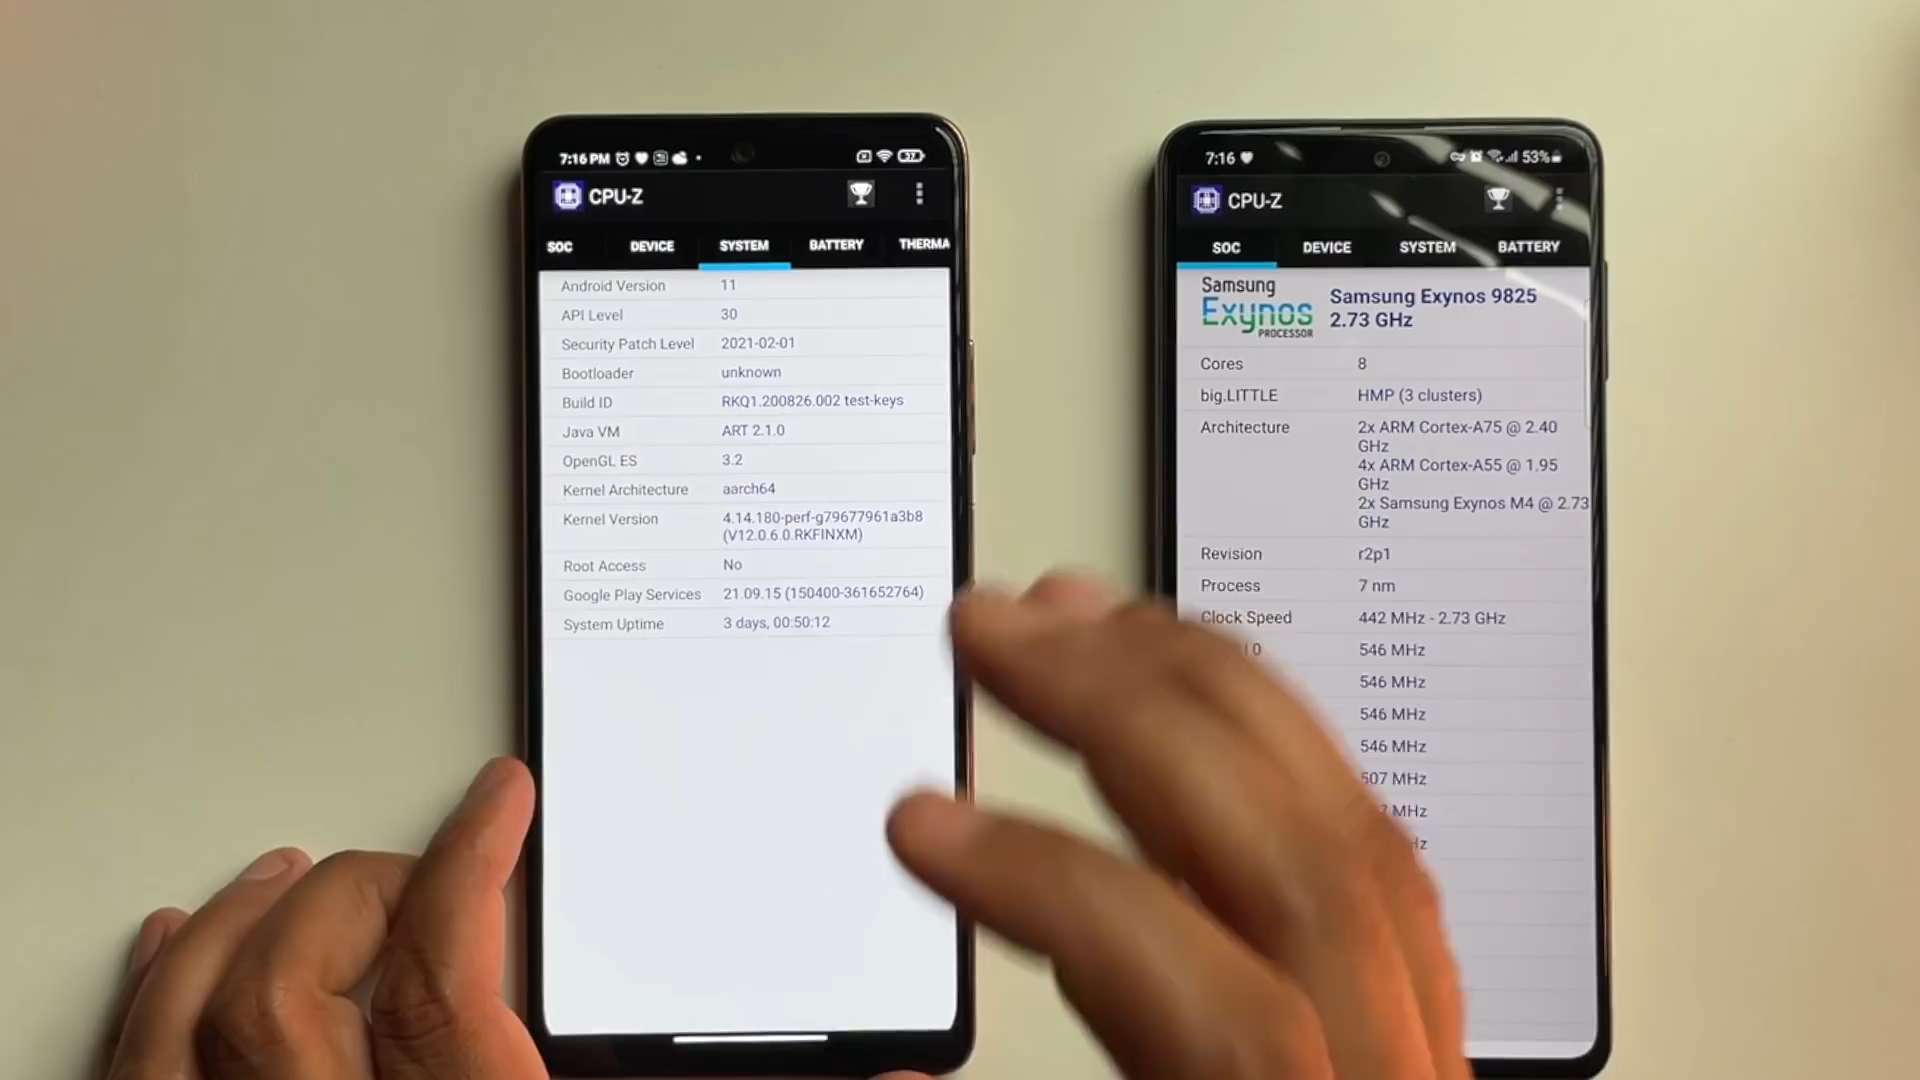 7:16 PM
37
CPU-Z
SOC DEVICE SYSTEM BATTERY THERMA
Android Version 11
API Level 30
Security Patch Level 2021-02-01
Bootloader unknown
Build ID RKQ1.200826.002 test-keys
Java VM ART 2.1.0
OpenGL ES 3.2
Kernel Architecture aarch64
Kernel Version 4.14.180-perf-g79677961a3b8
(V12.0.6.0.RKFINXM)
Root Access No
Google Play Services 21.09.15 (150400-361652764)
System Uptime 3 days, 00:50:12
7:16 53%
CPU-Z
SOC DEVICE SYSTEM BATTERY
Samsung
Exynos
PROCESSOR
Samsung Exynos 9825
2.73 GHz
Cores 8
big.LITTLE HMP (3 clusters)
Architecture 2x ARM Cortex-A75 @ 2.40
GHz
4x ARM Cortex-A55 @ 1.95
GHz
2x Samsung Exynos M4 @ 2.73
GHz
Revision r2p1
Process 7 nm
Clock Speed 442 MHz - 2.73 GHz
0 546 MHz
546 MHz
546 MHz
546 MHz
507 MHz
MHz